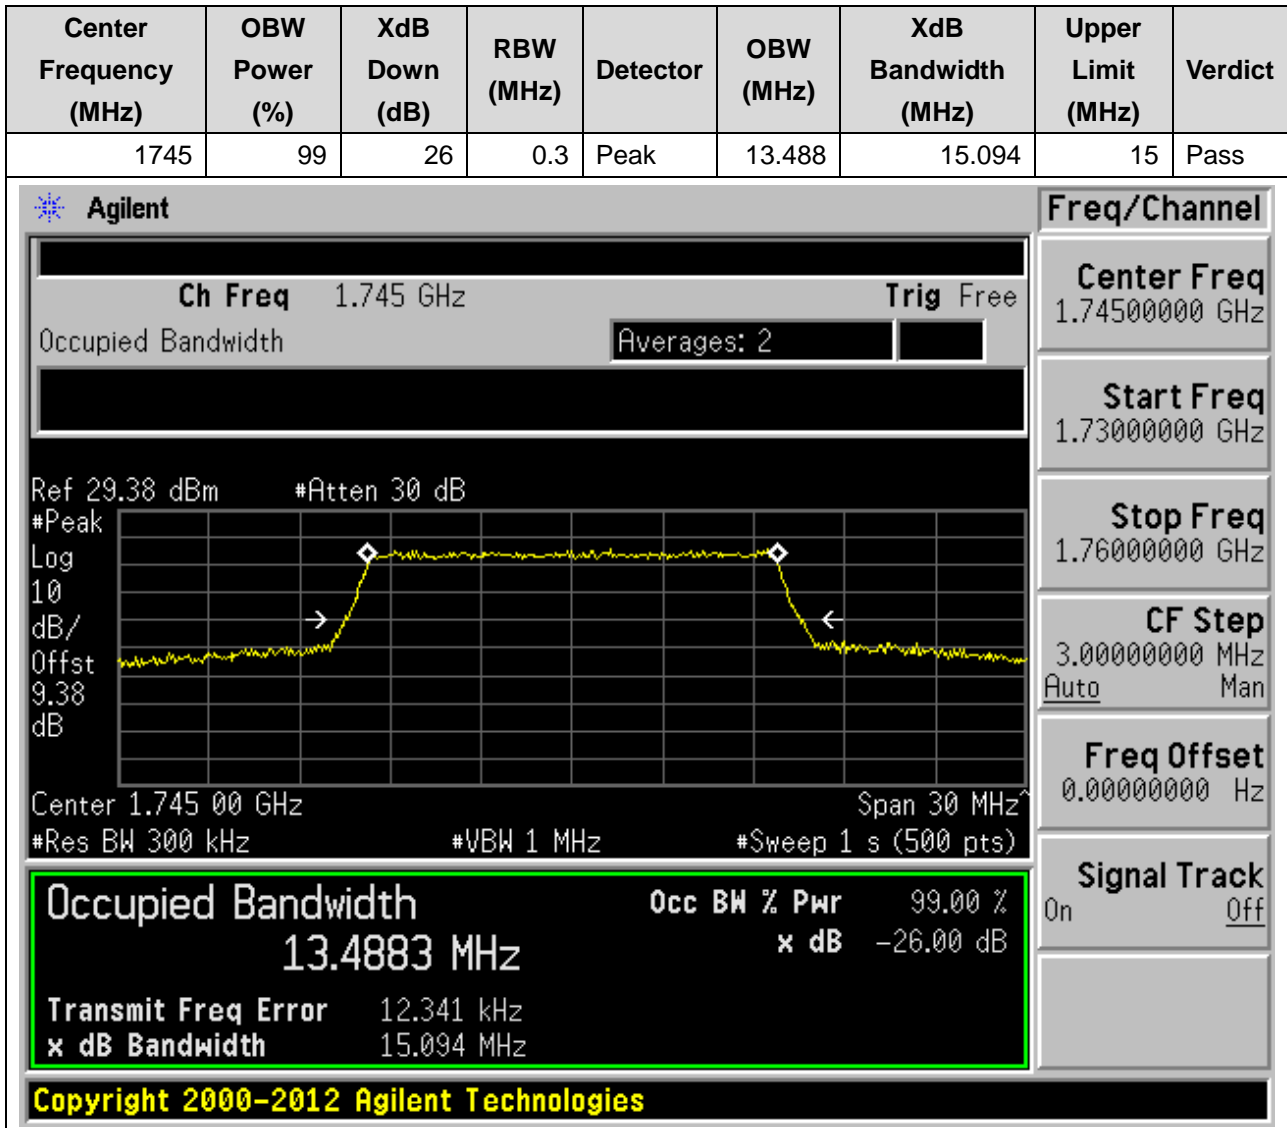 Center Frequency (MHz) OBW Power (%) XdB Down (dB) RBW (MHz) Detector OBW (MHz) XdB Bandwidth (MHz) Upper Limit (MHz) Verdict
1745 99 26 0.3 Peak 13.488 15.094 15 Pass
Agilent
Ch Freq 1.745 GHz Trig Free
Occupied Bandwidth Averages: 2
Ref 29.38 dBm #Atten 30 dB
#Peak
Log
10
dB/
Offst
9.38
dB
Center 1.745 00 GHz Span 30 MHz^
#Res BW 300 kHz #VBW 1 MHz #Sweep 1 s (500 pts)
Occupied Bandwidth Occ BW % Pwr 99.00 %
13.4883 MHz x dB -26.00 dB
Transmit Freq Error 12.341 kHz
x dB Bandwidth 15.094 MHz
Copyright 2000-2012 Agilent Technologies
Freq/Channel
Center Freq
1.74500000 GHz
Start Freq
1.73000000 GHz
Stop Freq
1.76000000 GHz
CF Step
3.00000000 MHz
Auto Man
Freq Offset
0.00000000 Hz
Signal Track
On Off